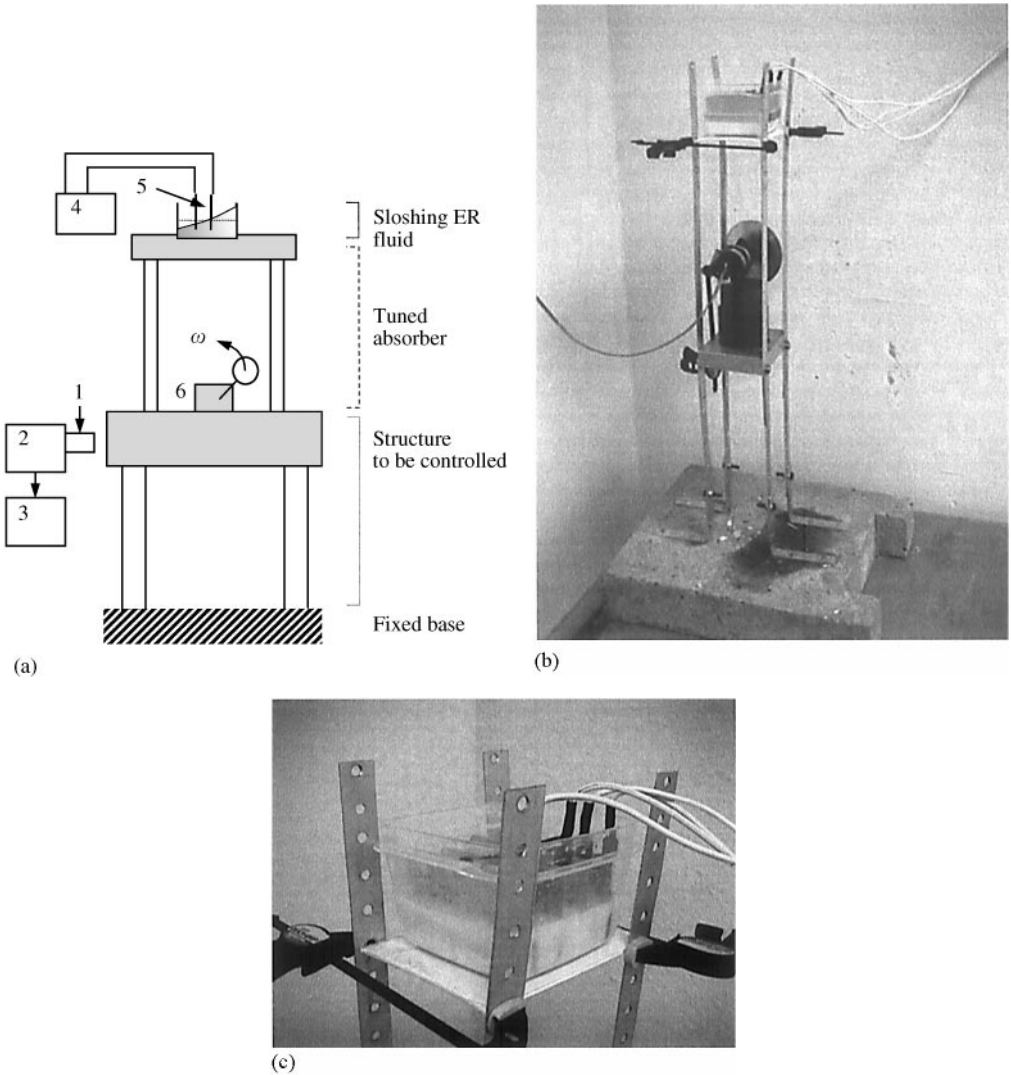 5
4
Sloshing ER
fluid
Tuned
absorber
ω
6
1
2
Structure
to be controlled
3
Fixed base
(a)
(b)
(c)